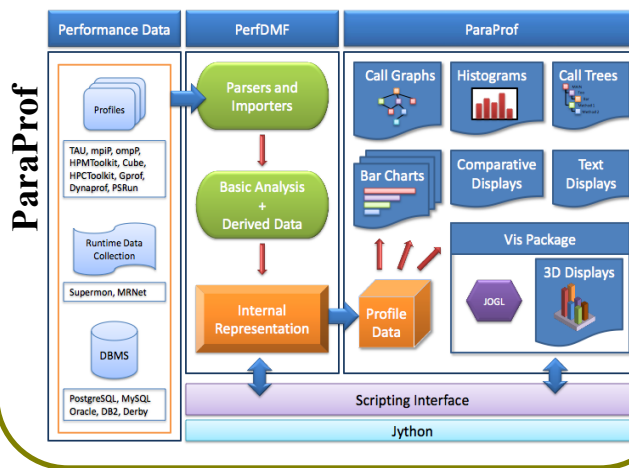 ParaProf
Performance Data
PerfDMF
ParaProf
Profiles
TAU, mpiP, ompP,
HPMToolkit, Cube,
HPCToolkit, Gprof,
Dynaprof, PSRun
Runtime Data
Collection
Supermon, MRNet
DBMS
PostgreSQL, MySQL
Oracle, DB2, Derby
Parsers and
Importers
Basic Analysis
+
Derived Data
Internal
Representation
Call Graphs
Histograms
Call Trees
Bar Charts
Comparative
Displays
Text
Displays
Profile
Data
Vis Package
JOGL
3D Displays
Scripting Interface
Jython